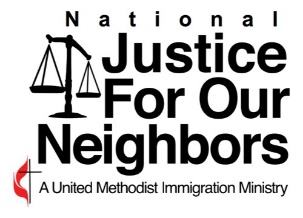 National
Justice
For Our
Neighbors
A United Methodist Immigration Ministry